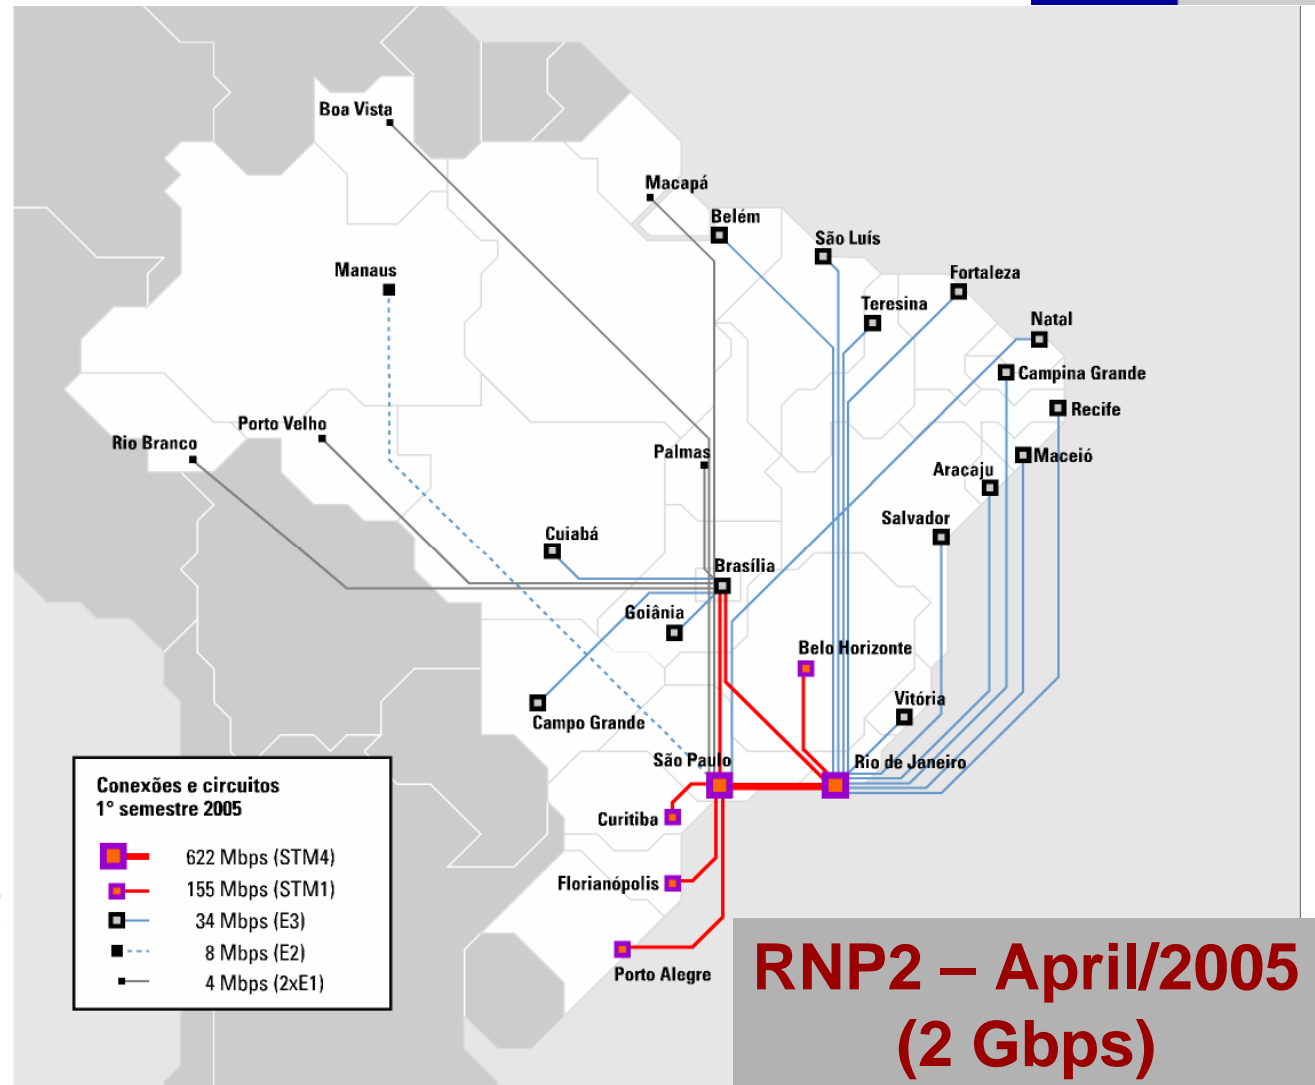 Boa Vista
Macapá
Belém
São Luís
Manaus
Fortaleza
Teresina
Natal
Campina Grande
Recife
Porto Velho
Rio Branco
Palmas
Maceió
Aracaju
Salvador
Cuiabá
Brasília
Goiânia
Belo Horizonte
Vitória
Campo Grande
São Paulo
Rio de Janeiro
Curitiba
Florianópolis
Porto Alegre
Conexões e circuitos
1° semestre 2005
622 Mbps (STM4)
155 Mbps (STM1)
34 Mbps (E3)
8 Mbps (E2)
4 Mbps (2xE1)
RNP2 – April/2005
(2 Gbps)